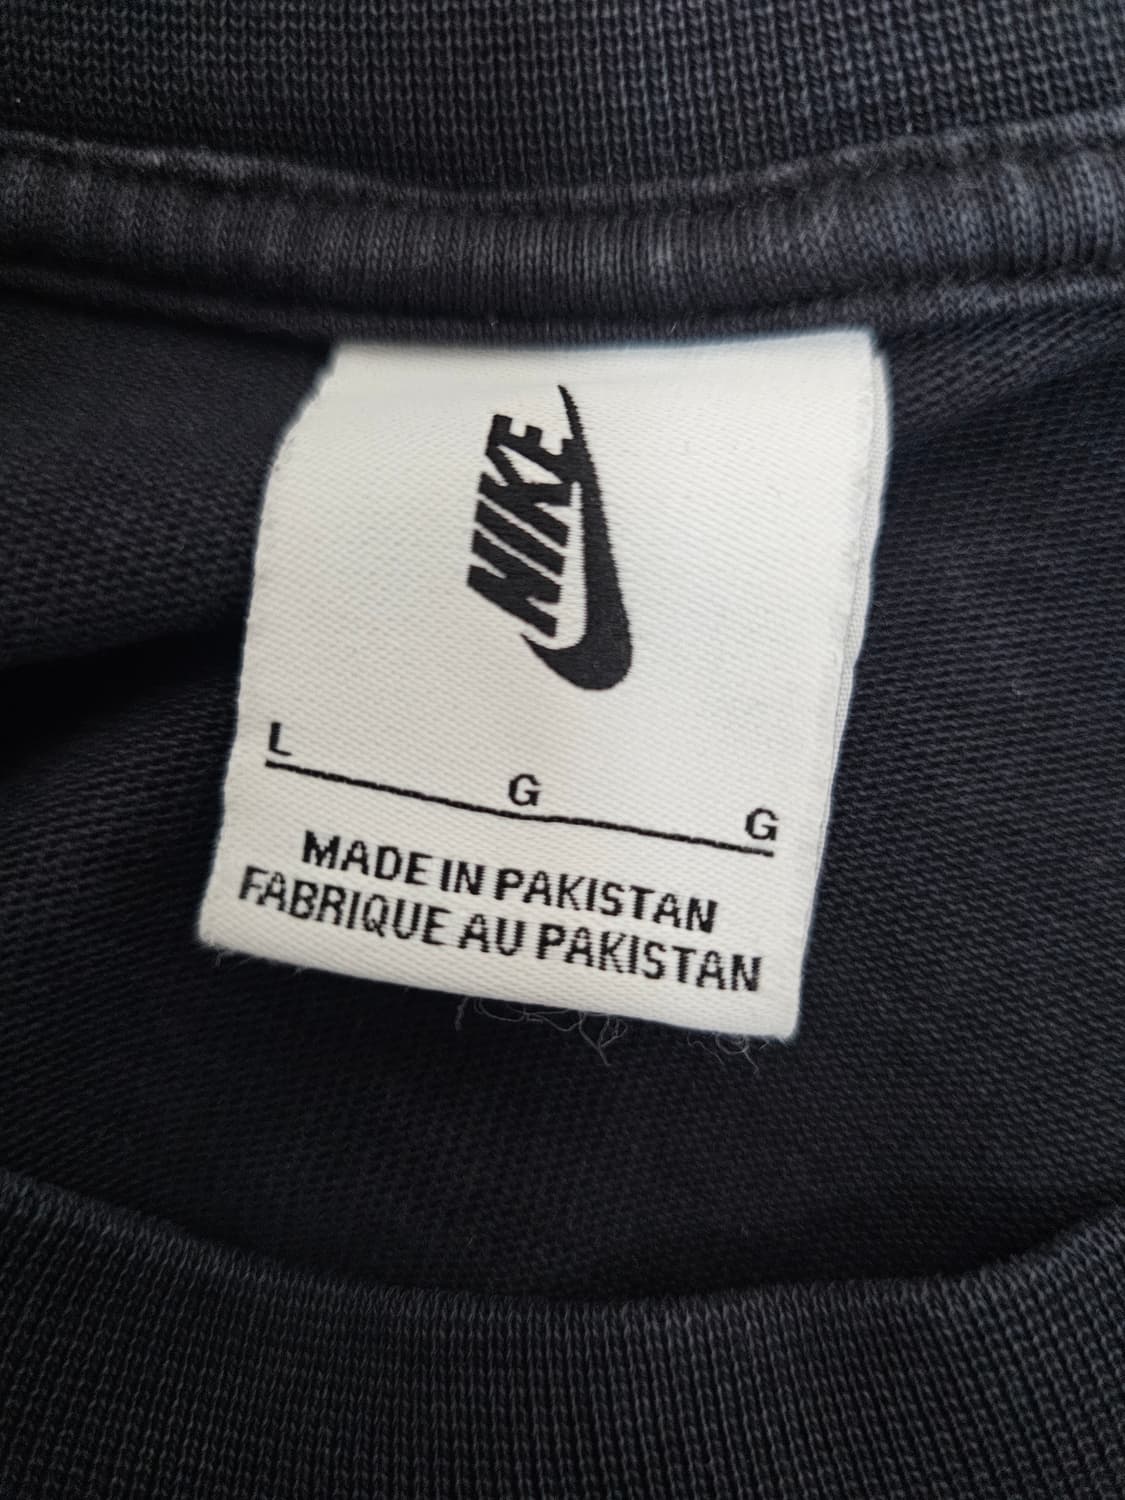 NIKE
L G G
MADE IN PAKISTAN
FABRIQUE AU PAKISTAN